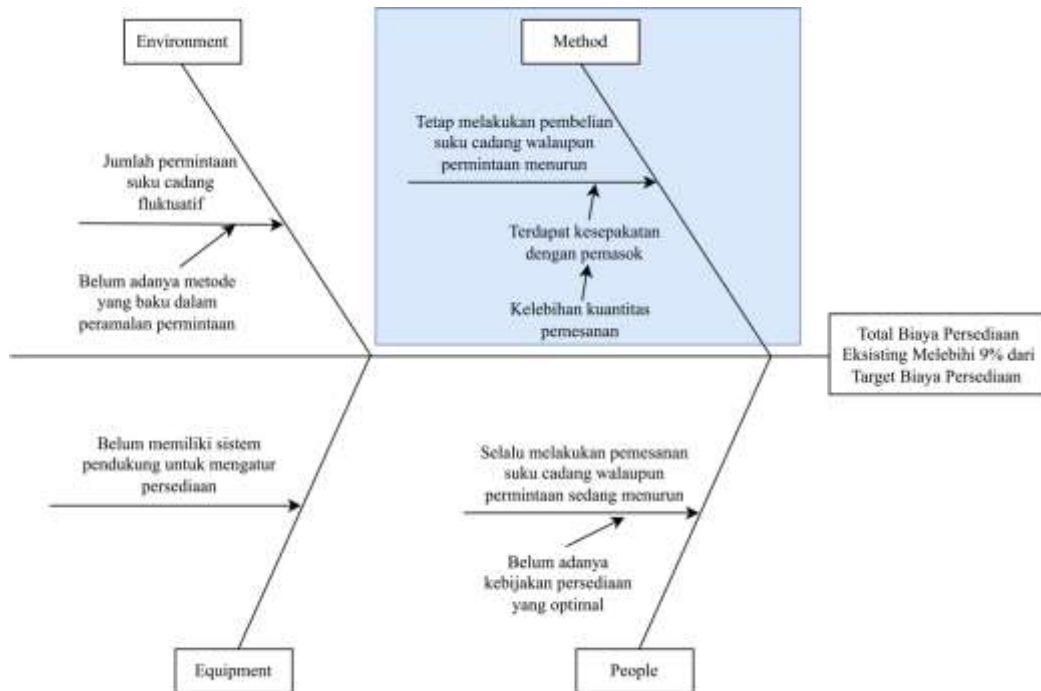 Environment
Method
Tetap melakukan pembelian
suku cadang walaupun
permintaan menurun
Jumlah permintaan
suku cadang
fluktuatif
Terdapat kesepakatan
dengan pemasok
Belum adanya metode
yang baku dalam
peramalan permintaan
Kelebihan kuantitas
pemesanan
Total Biaya Persediaan
Eksisting Melebihi 9% dari
Target Biaya Persediaan
Belum memiliki sistem
pendukung untuk mengatur
persediaan
Selalu melakukan pemesanan
suku cadang walaupun
permintaan sedang menurun
Belum adanya
kebijakan persediaan
yang optimal
Equipment
People